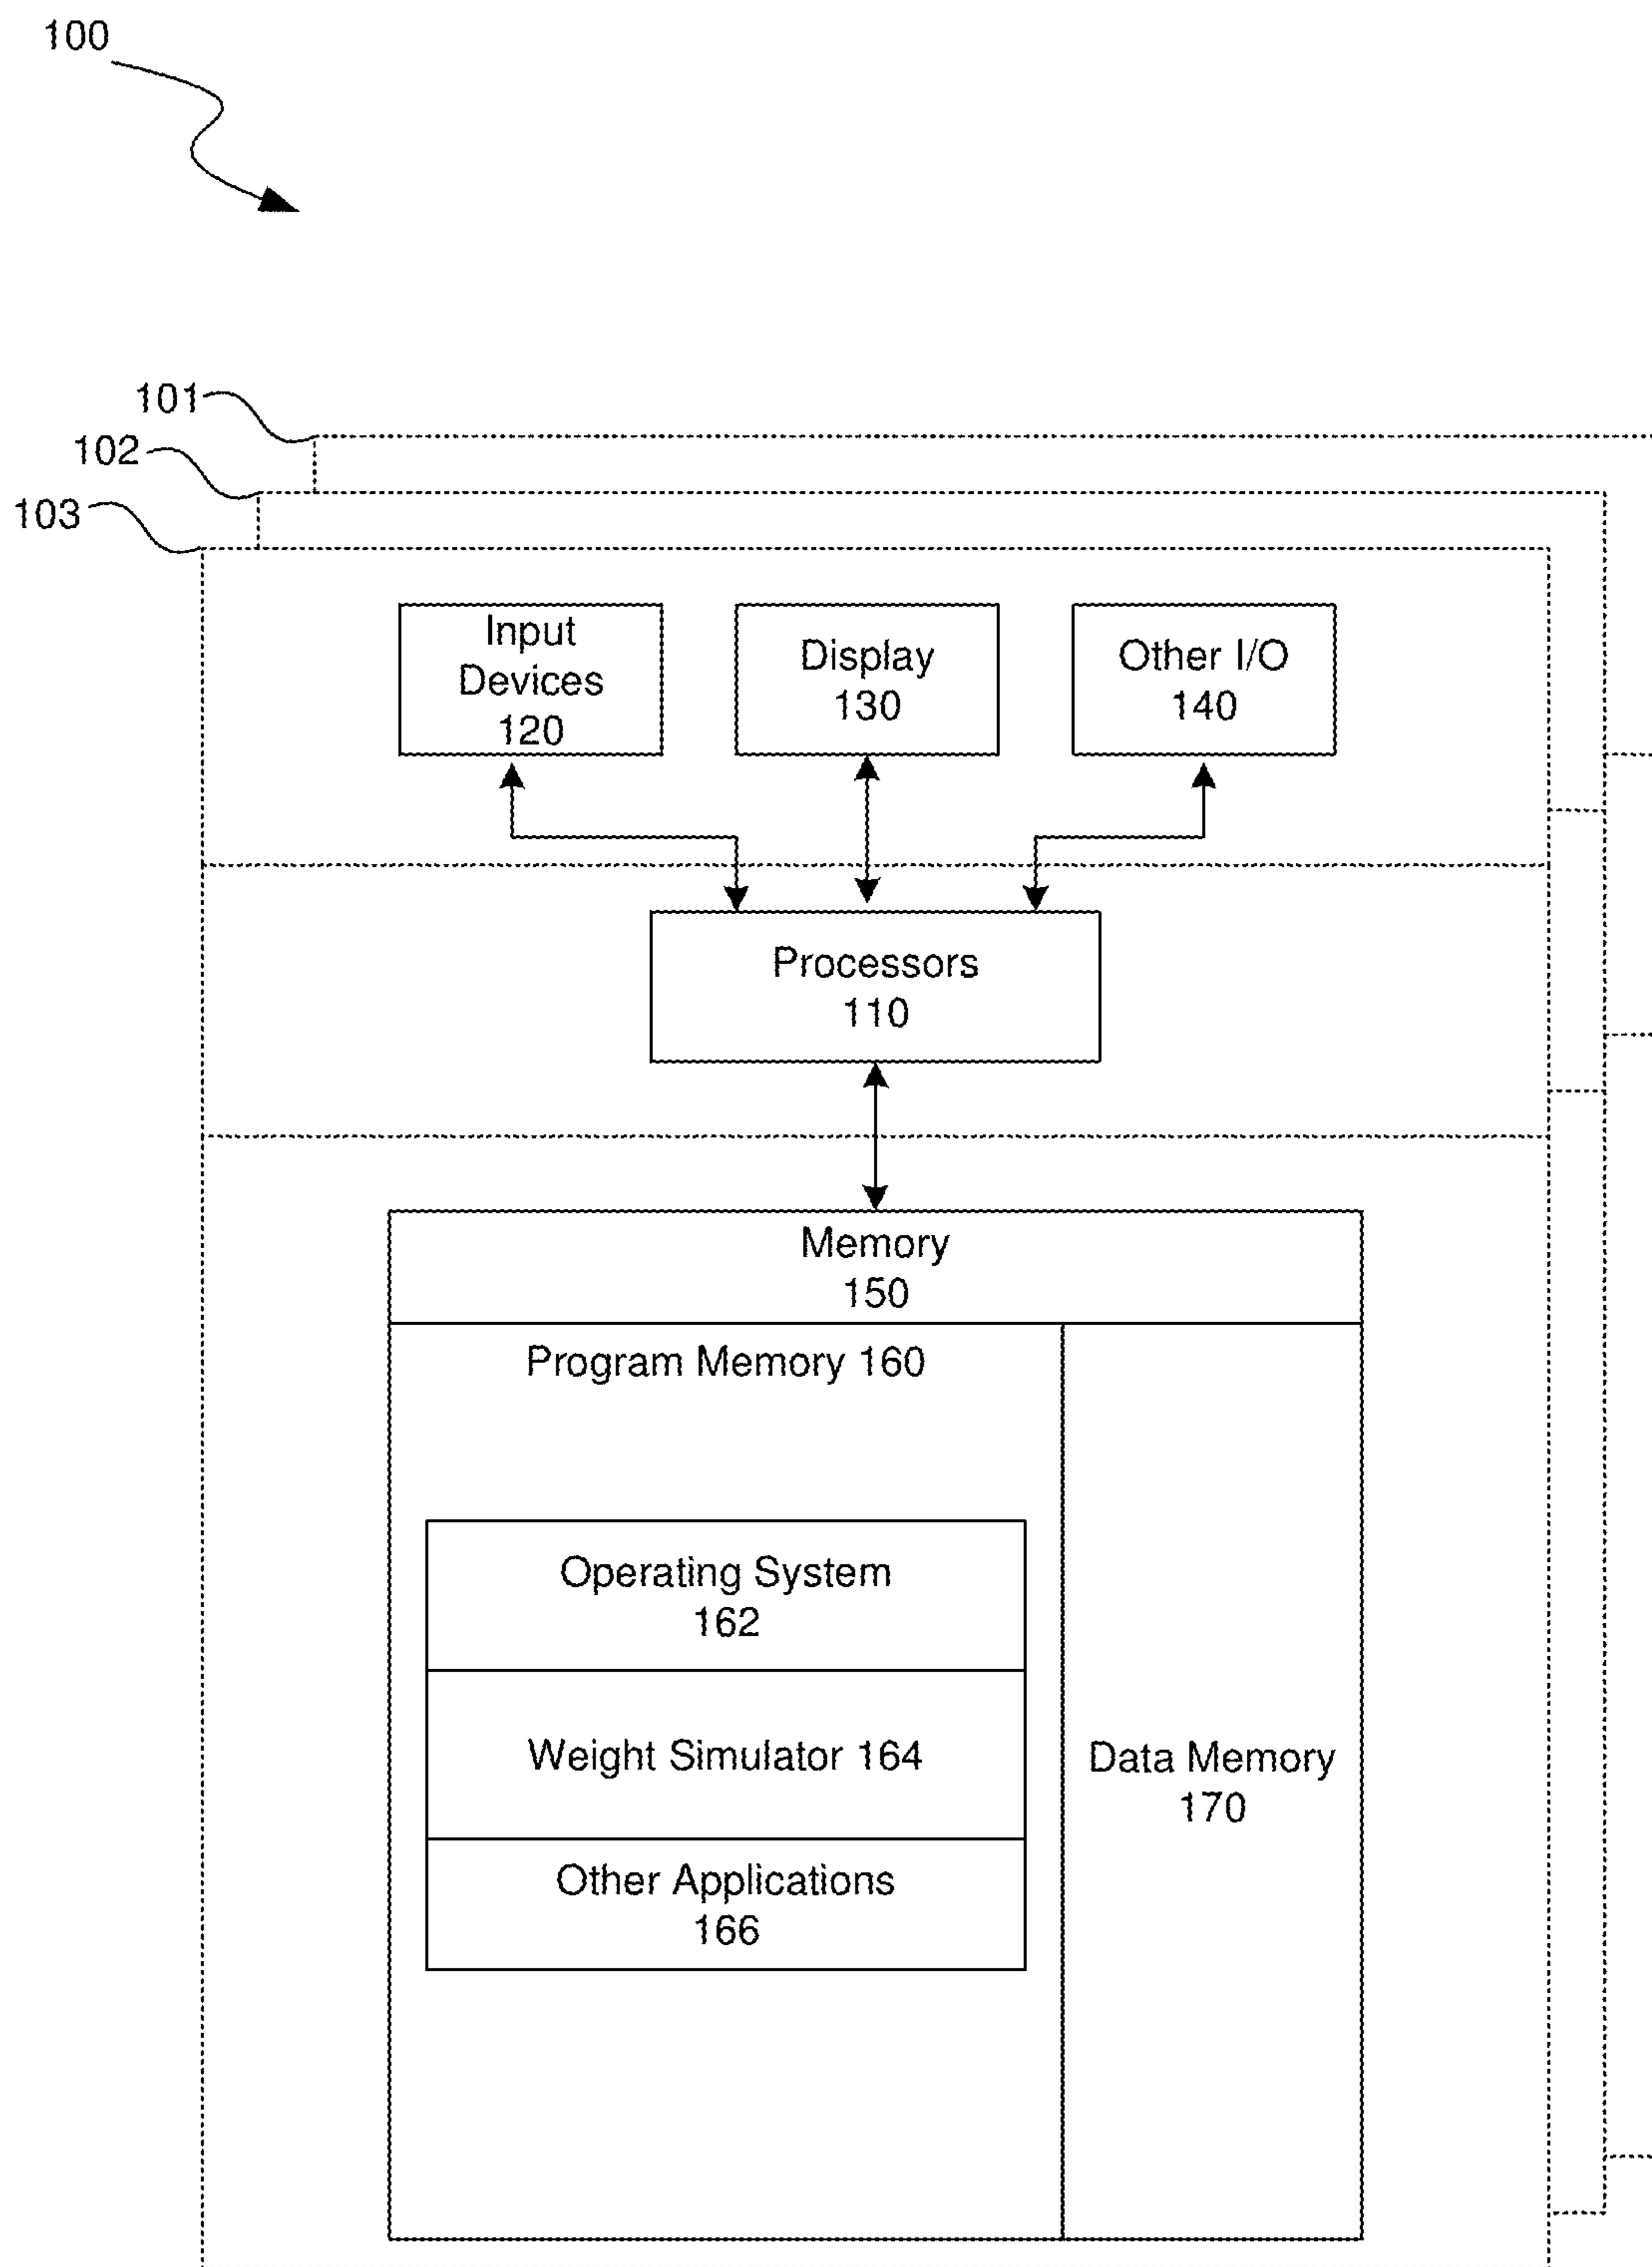 100
101
102
103
Input
Devices
120
Display
130
Other I/O
140
Processors
110
Memory
150
Program Memory 160
Operating System
162
Weight Simulator 164
Other Applications
166
Data Memory
170